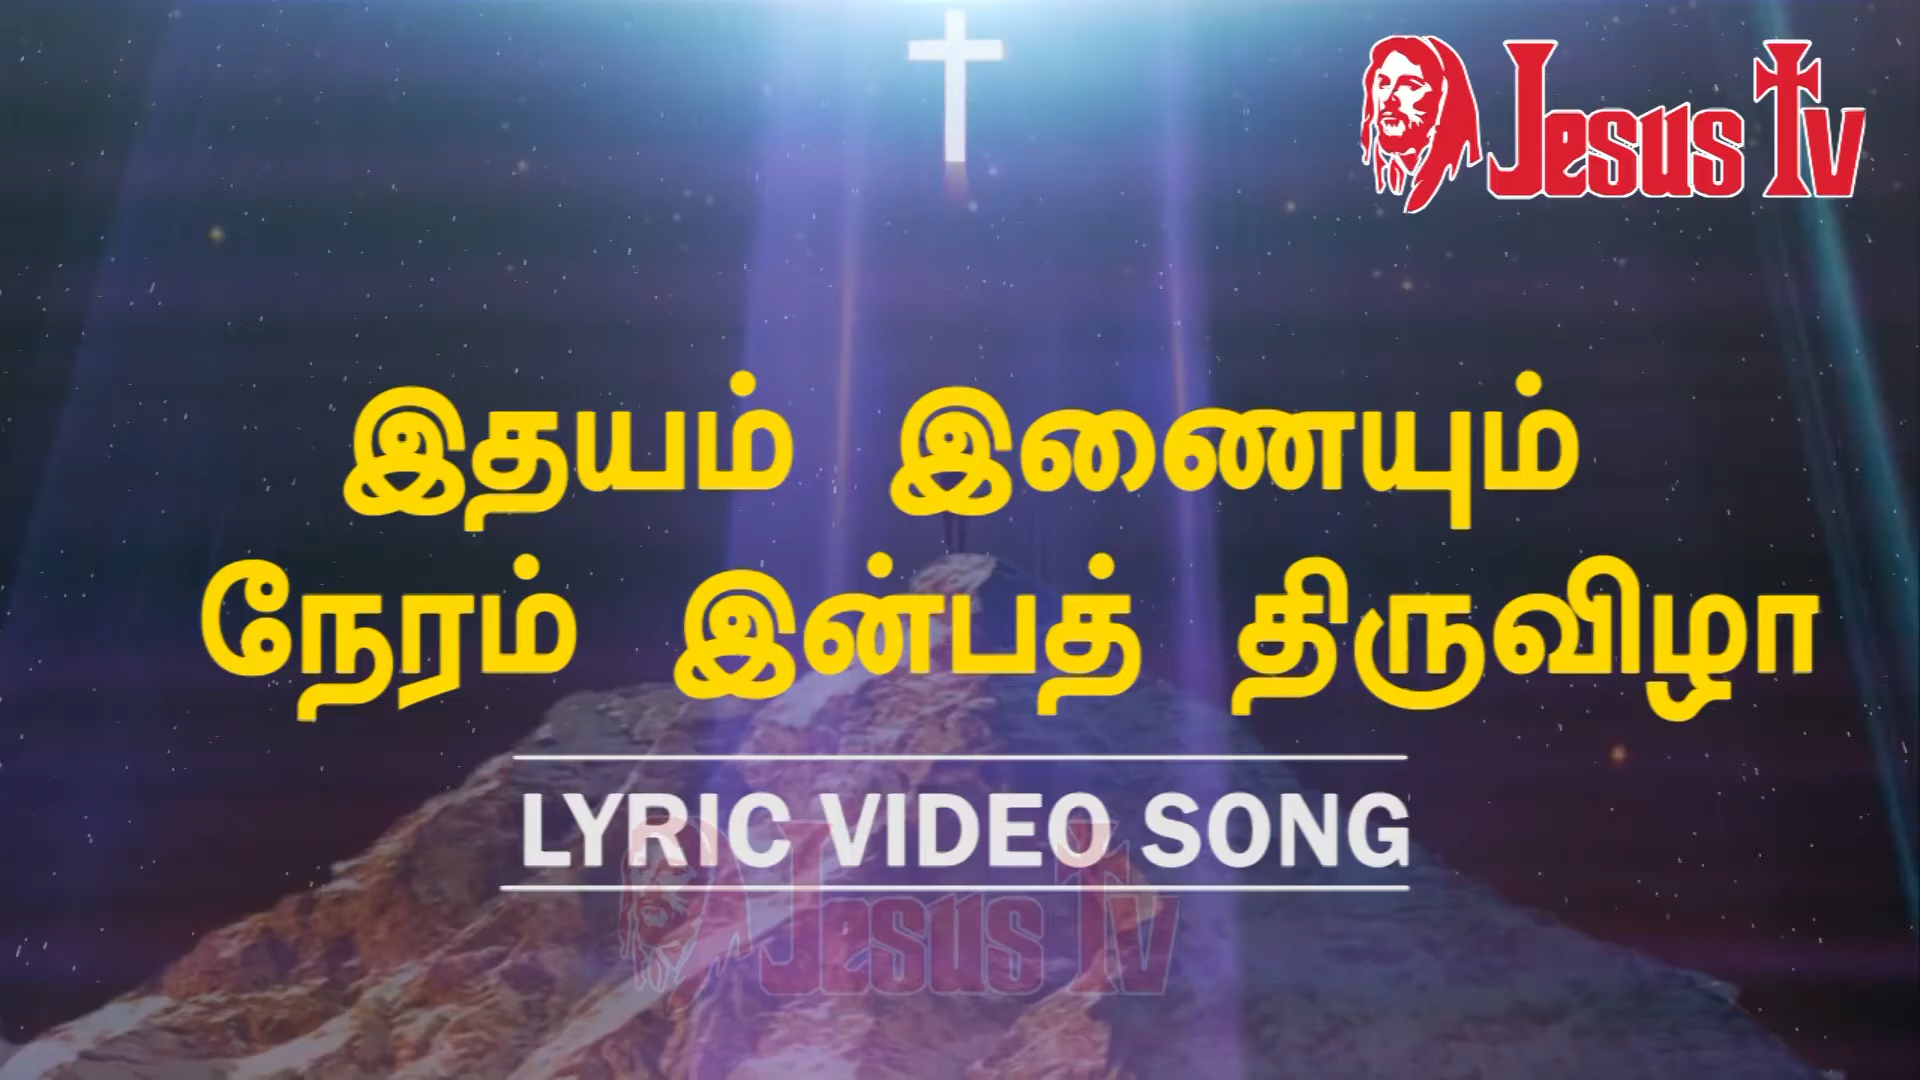 Jesus Tv
இதயம் இணையும்
நேரம் இன்பத் திருவிழா
LYRIC VIDEO SONG
Jesus Tv